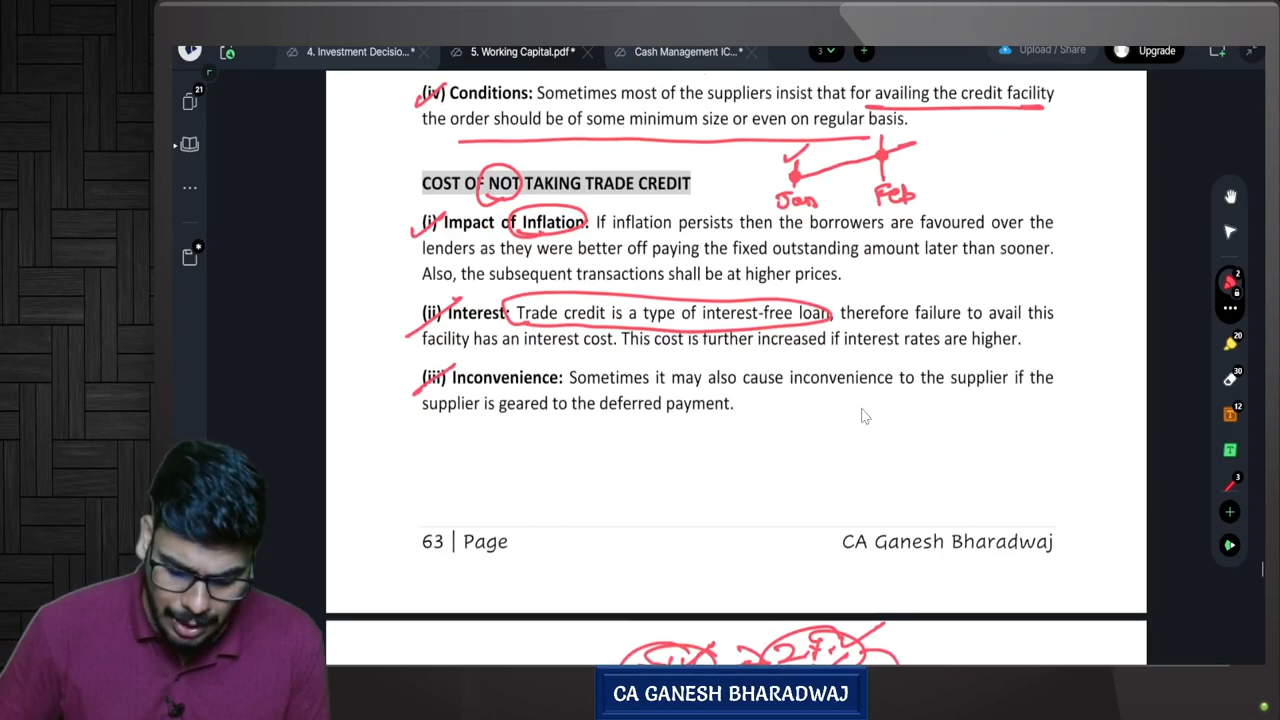 4. Investment Decisio...*
5. Working Capital.pdf*
Cash Management IC...*
3
Upload / Share
Upgrade
21
(iv) Conditions: Sometimes most of the suppliers insist that for availing the credit facility
the order should be of some minimum size or even on regular basis.
COST OF NOT TAKING TRADE CREDIT
Jan
Feb
(i) Impact of Inflation: If inflation persists then the borrowers are favoured over the
lenders as they were better off paying the fixed outstanding amount later than sooner.
Also, the subsequent transactions shall be at higher prices.
(ii) Interest: Trade credit is a type of interest-free loan, therefore failure to avail this
facility has an interest cost. This cost is further increased if interest rates are higher.
(iii) Inconvenience: Sometimes it may also cause inconvenience to the supplier if the
supplier is geared to the deferred payment.
63 | Page
CA Ganesh Bharadwaj
2
20
30
12
T
T
3
CA GANESH BHARADWAJ